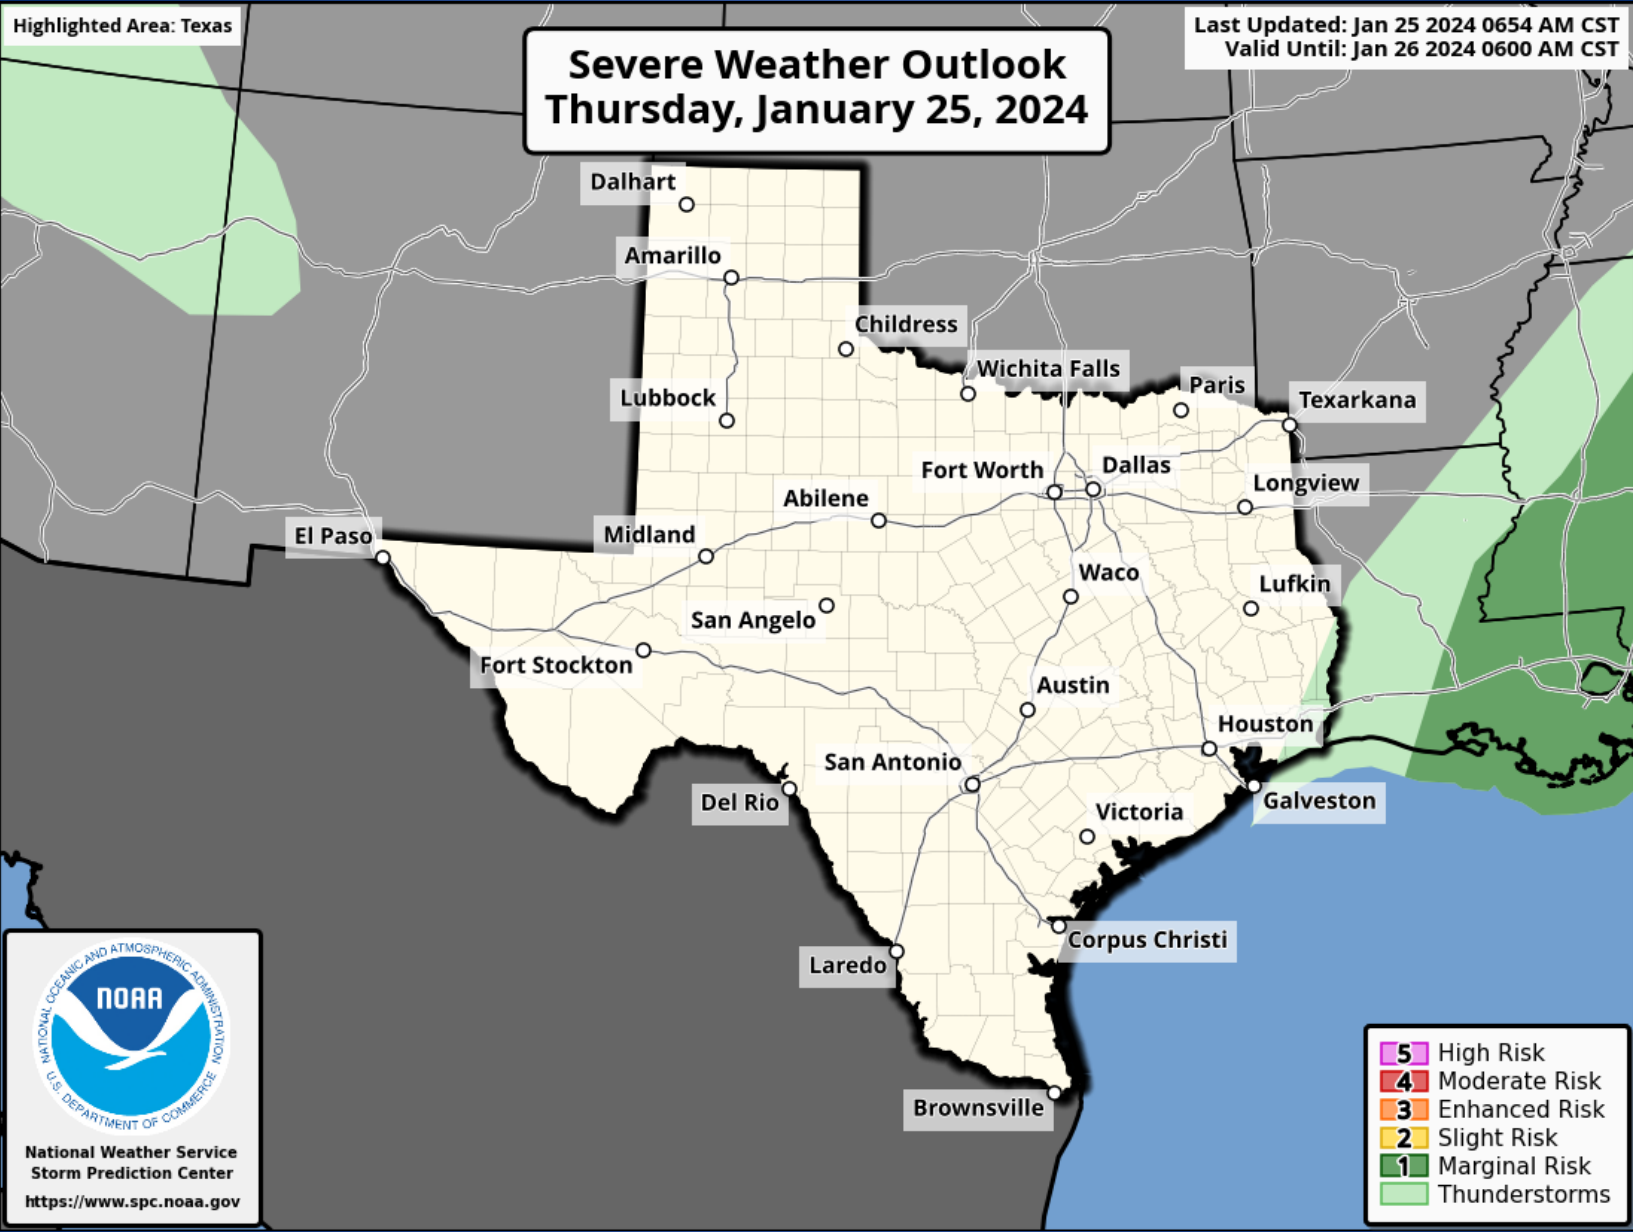 Highlighted Area: Texas
Severe Weather Outlook
Thursday, January 25, 2024
Last Updated: Jan 25 2024 0654 AM CST
Valid Until: Jan 26 2024 0600 AM CST
Dalhart
Amarillo
Childress
Wichita Falls
Paris
Lubbock
Texarkana
Fort Worth
Dallas
Longview
Abilene
El Paso
Midland
Waco
Lufkin
San Angelo
Fort Stockton
Austin
Houston
San Antonio
Del Rio
Galveston
Victoria
Corpus Christi
Laredo
Brownsville
NATIONAL OCEANIC AND ATMOSPHERIC ADMINISTRATION
NOAA
U.S. DEPARTMENT OF COMMERCE
National Weather Service
Storm Prediction Center
https://www.spc.noaa.gov
5 High Risk
4 Moderate Risk
3 Enhanced Risk
2 Slight Risk
1 Marginal Risk
Thunderstorms